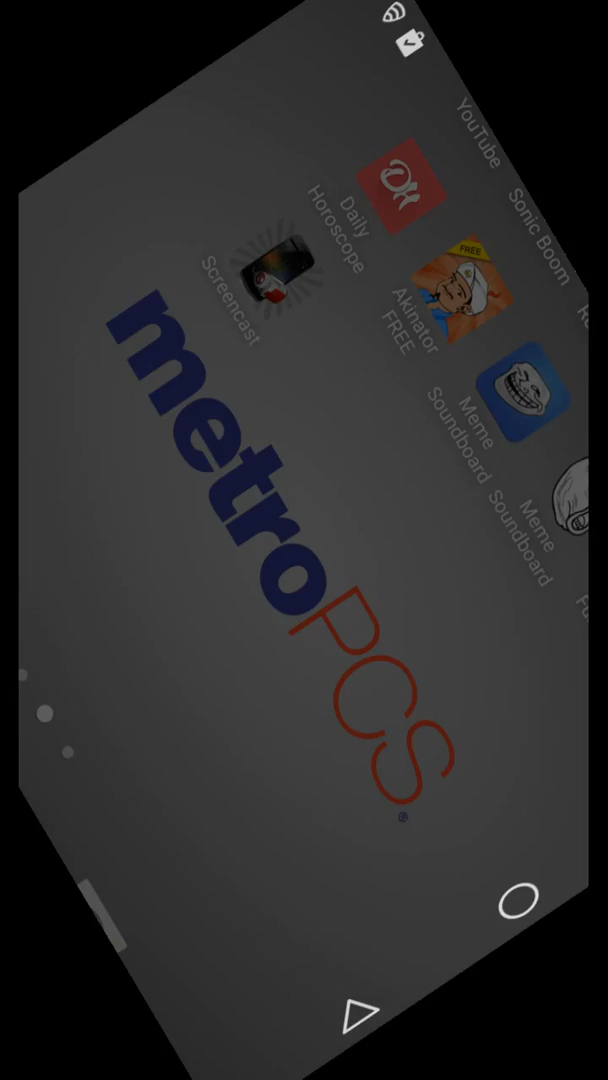 YouTube
Sonic Boom
Daily
Horoscope
FREE
Akinator
FREE
Screencast
Meme
Soundboard
Meme
Soundboard
metroPCS®